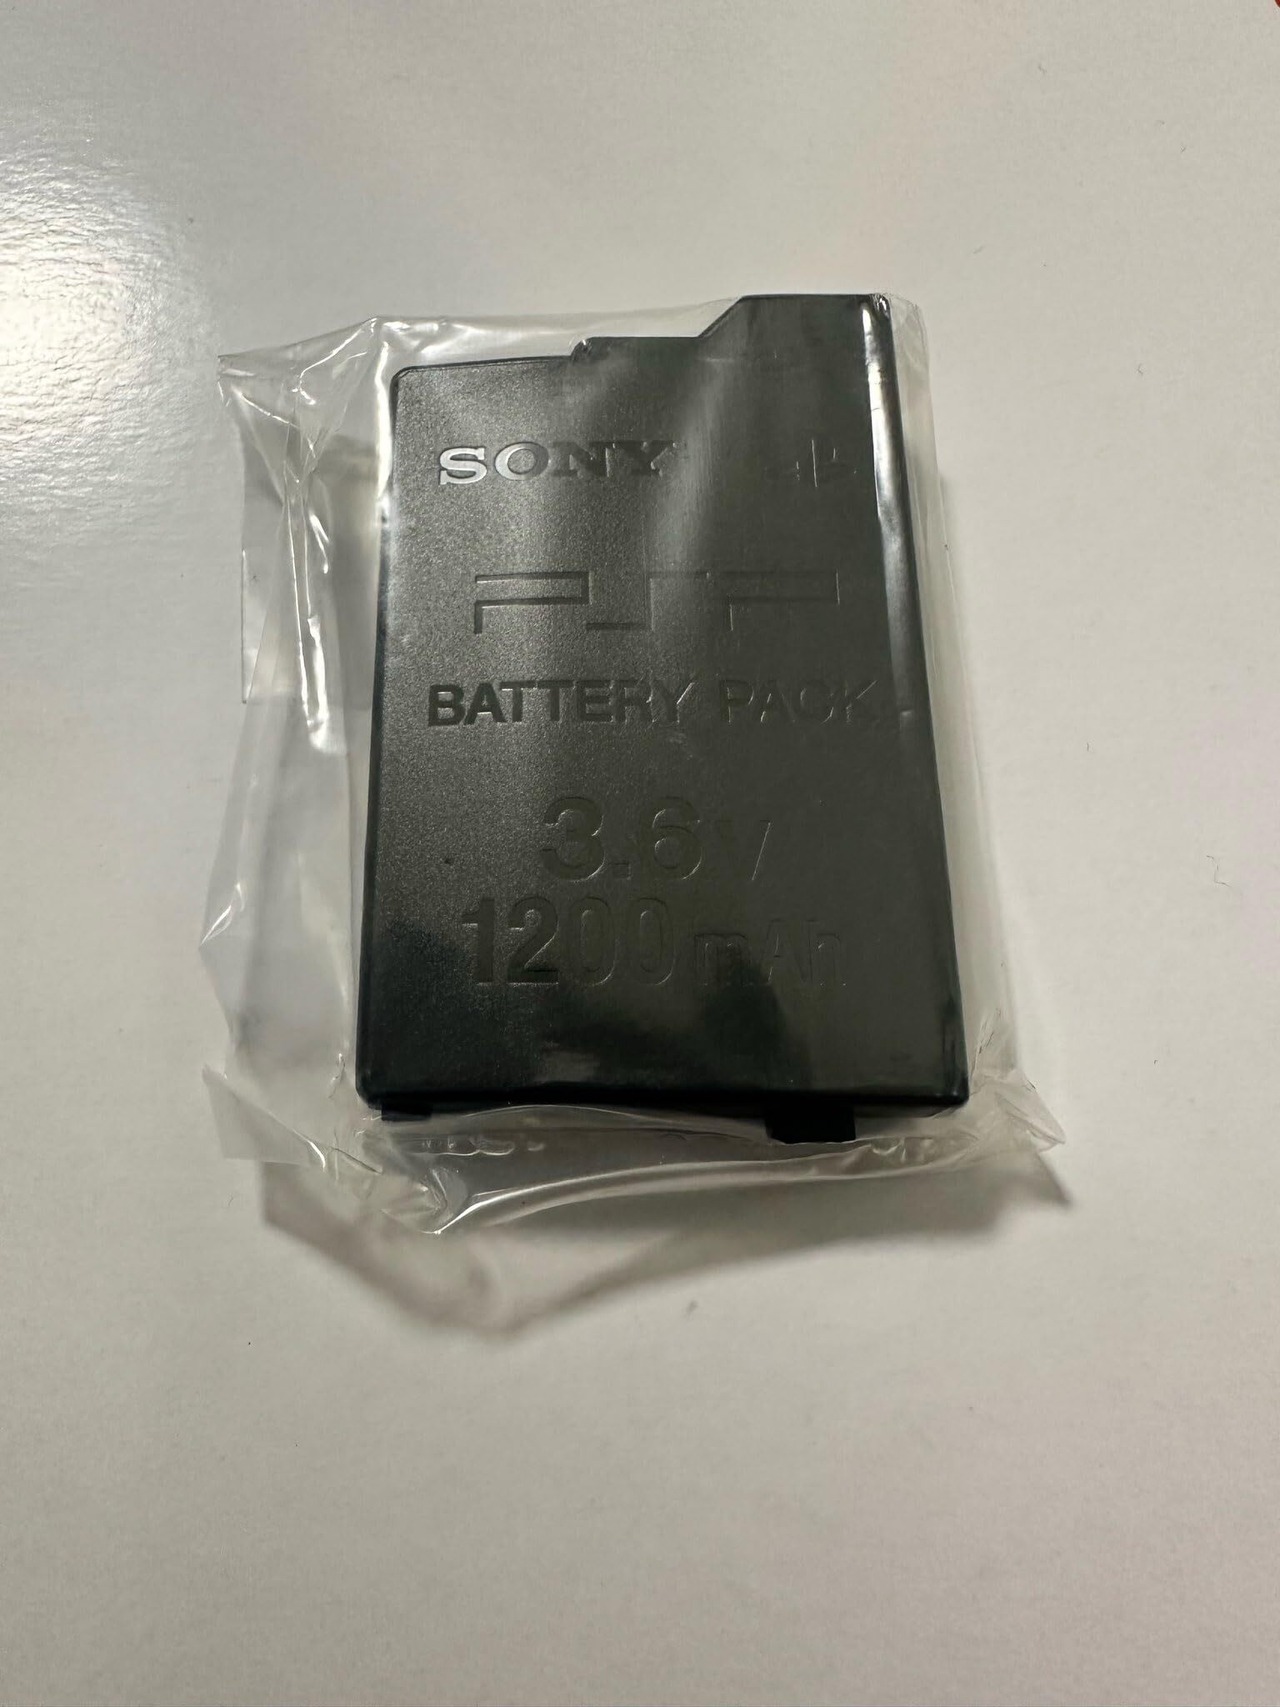 SONY
PSP
BATTERY PACK
3.6V
1200mAh